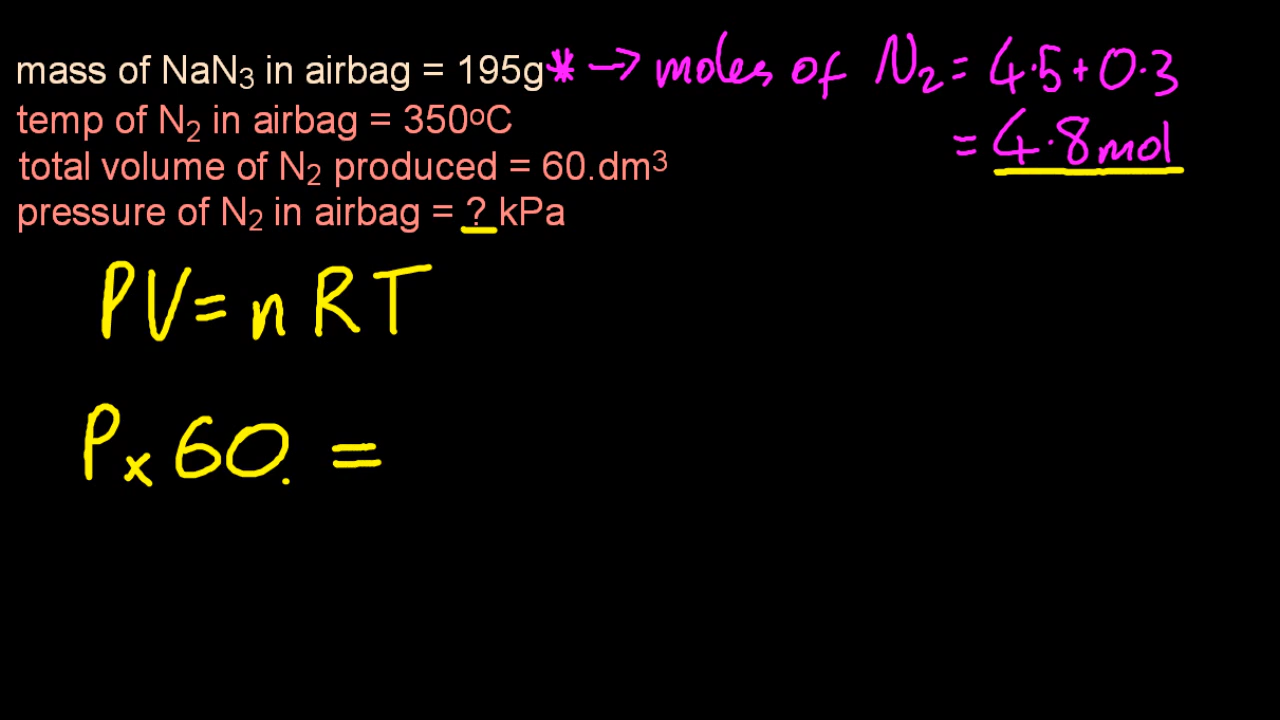 mass of NaN₃ in airbag = 195g* → moles of N₂ = 4.5+0.3
temp of N₂ in airbag = 350ºC
= 4.8mol
total volume of N₂ produced = 60.dm³
pressure of N₂ in airbag = ? kPa
PV = nRT
P x 60. =